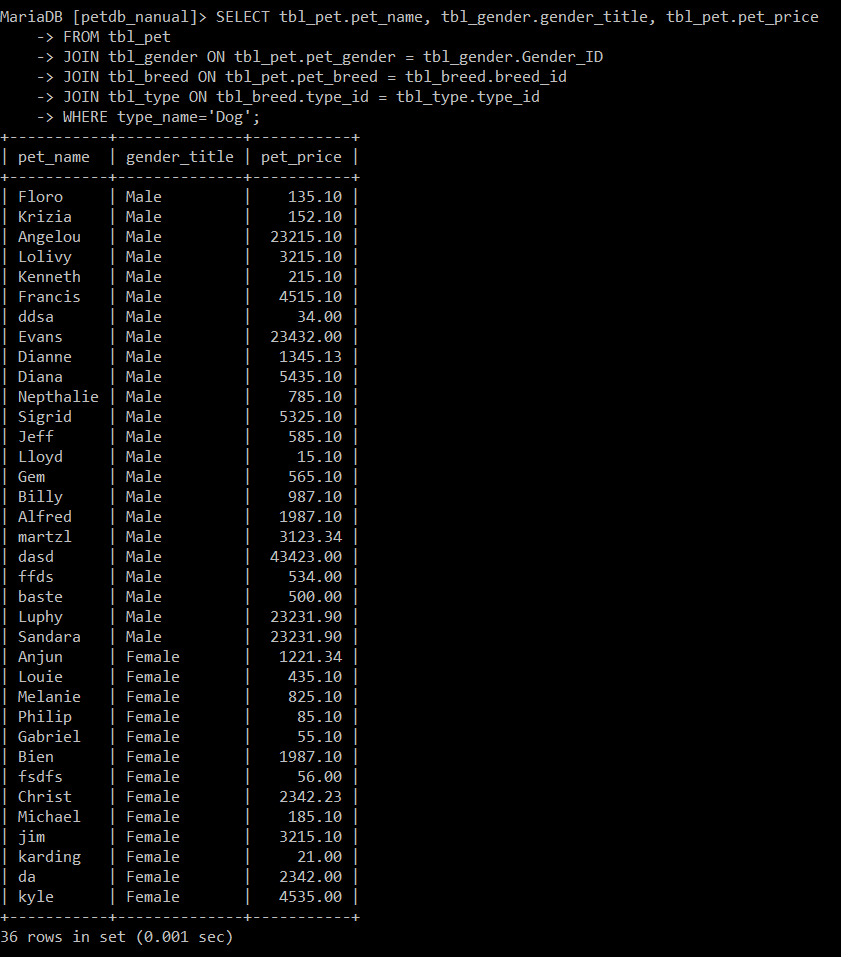 MariaDB [petdb_nanual]> SELECT tbl_pet.pet_name, tbl_gender.gender_title, tbl_pet.pet_price
    -> FROM tbl_pet
    -> JOIN tbl_gender ON tbl_pet.pet_gender = tbl_gender.Gender_ID
    -> JOIN tbl_breed ON tbl_pet.pet_breed = tbl_breed.breed_id
    -> JOIN tbl_type ON tbl_breed.type_id = tbl_type.type_id
    -> WHERE type_name='Dog';
+-----------+--------------+-----------+
| pet_name  | gender_title | pet_price |
+-----------+--------------+-----------+
| Floro     | Male         |    135.10 |
| Krizia    | Male         |    152.10 |
| Angelou   | Male         |  23215.10 |
| Lolivy    | Male         |   3215.10 |
| Kenneth   | Male         |    215.10 |
| Francis   | Male         |   4515.10 |
| ddsa      | Male         |     34.00 |
| Evans     | Male         |  23432.00 |
| Dianne    | Male         |   1345.13 |
| Diana     | Male         |   5435.10 |
| Nepthalie | Male         |    785.10 |
| Sigrid    | Male         |   5325.10 |
| Jeff      | Male         |    585.10 |
| Lloyd     | Male         |     15.10 |
| Gem       | Male         |    565.10 |
| Billy     | Male         |    987.10 |
| Alfred    | Male         |   1987.10 |
| martzl    | Male         |   3123.34 |
| dasd      | Male         |  43423.00 |
| ffds      | Male         |    534.00 |
| baste     | Male         |    500.00 |
| Luphy     | Male         |  23231.90 |
| Sandara   | Male         |  23231.90 |
| Anjun     | Female       |   1221.34 |
| Louie     | Female       |    435.10 |
| Melanie   | Female       |    825.10 |
| Philip    | Female       |     85.10 |
| Gabriel   | Female       |     55.10 |
| Bien      | Female       |   1987.10 |
| fsdfs     | Female       |     56.00 |
| Christ    | Female       |   2342.23 |
| Michael   | Female       |    185.10 |
| jim       | Female       |   3215.10 |
| karding   | Female       |     21.00 |
| da        | Female       |   2342.00 |
| kyle      | Female       |   4535.00 |
+-----------+--------------+-----------+
36 rows in set (0.001 sec)